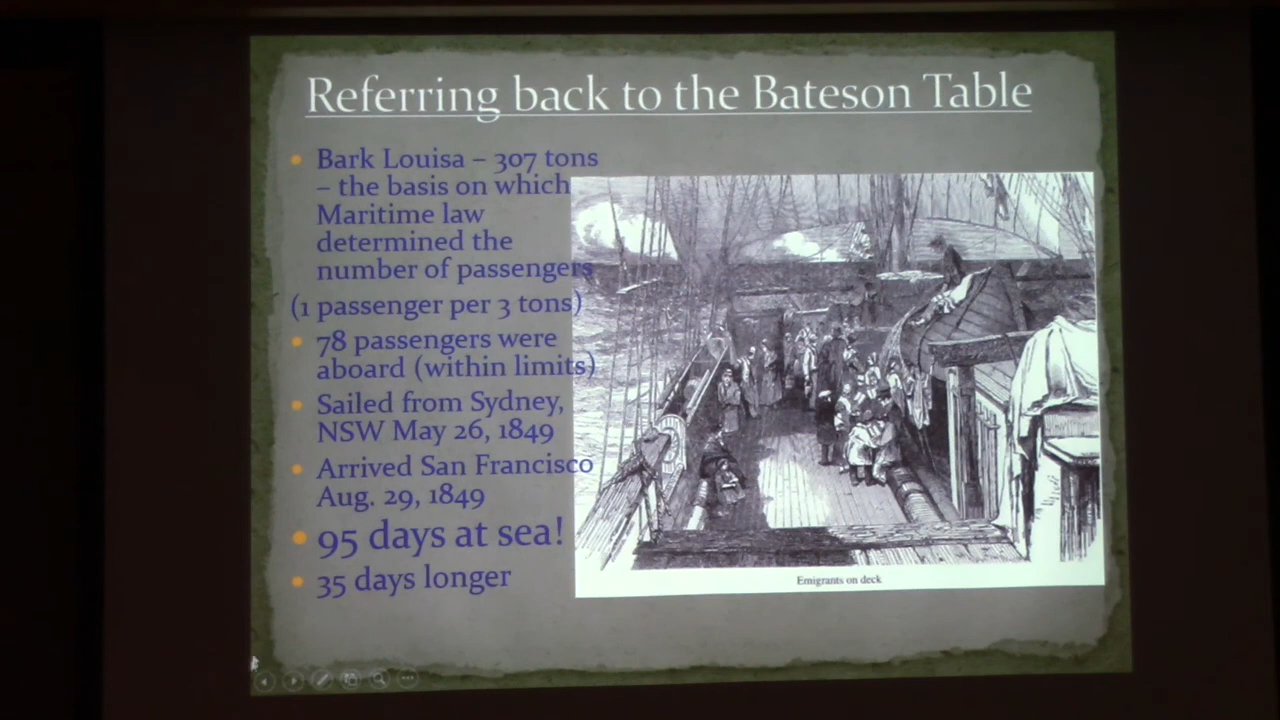 Referring back to the Bateson Table
• Bark Louisa – 307 tons
– the basis on which
Maritime law
determined the
number of passengers
(1 passenger per 3 tons)
• 78 passengers were
aboard (within limits)
• Sailed from Sydney,
NSW May 26, 1849
• Arrived San Francisco
Aug. 29, 1849
• 95 days at sea!
• 35 days longer
Emigrants on deck